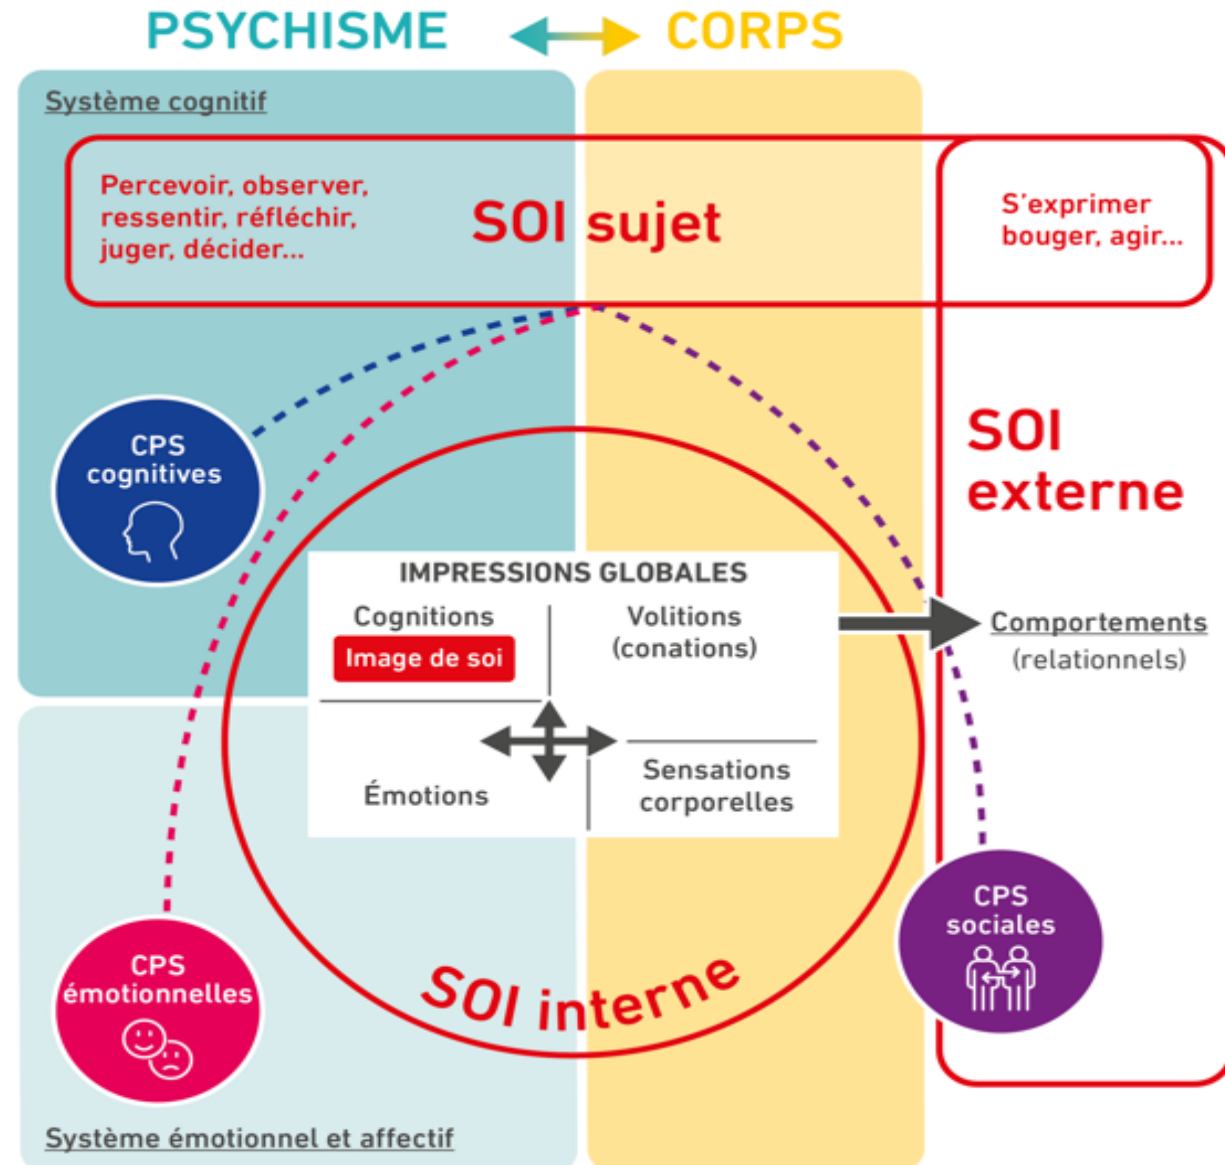 PSYCHISME CORPS
Système cognitif
Percevoir, observer,
ressentir, réfléchir,
juger, décider...
SOI sujet
S'exprimer
bouger, agir...
CPS
cognitives
SOI
externe
IMPRESSIONS GLOBALES
Cognitions
Image de soi
Volitions
(conations)
Comportements
(relationnels)
Émotions
Sensations
corporelles
CPS
sociales
CPS
émotionnelles
SOI interne
Système émotionnel et affectif